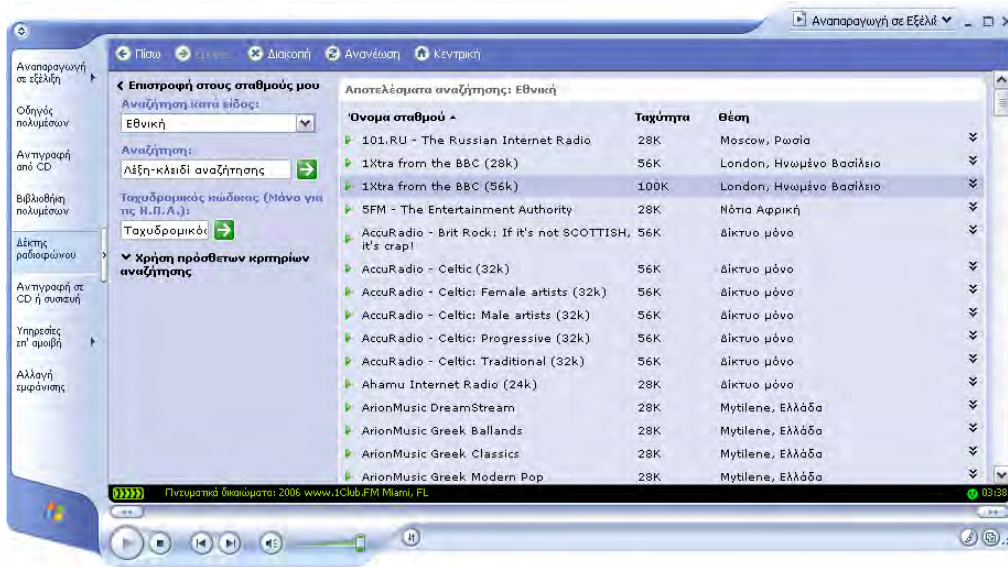 Αναπαραγωγή σε Εξέλιξ
Αναπαραγωγή
σε εξέλιξη
Οδηγός
πολυμέσων
Αντιγραφή
από CD
Βιβλιοθήκη
πολυμέσων
Δέκτης
ραδιοφώνου
Αντιγραφή σε
CD ή συσκευή
Υπηρεσίες
επ' αμοιβή
Αλλαγή
εμφάνισης
Πίσω Διακοπή Ανανέωση Κεντρική
Επιστροφή στους σταθμούς μου
Αναζήτηση κατά είδος:
Εθνική
Αναζήτηση:
Λέξη-κλειδί αναζήτησης
Ταχυδρομικός κώδικας (Μόνο για
τις Η.Π.Α.):
Ταχυδρομικός
Χρήση πρόσθετων κριτηρίων
αναζήτησης
Αποτελέσματα αναζήτησης: Εθνική
Όνομα σταθμού Ταχύτητα Θέση
101.RU - The Russian Internet Radio 28K Moscow, Ρωσία
1Xtra from the BBC (28k) 56K London, Ηνωμένο Βασίλειο
1Xtra from the BBC (56k) 100K London, Ηνωμένο Βασίλειο
5FM - The Entertainment Authority 28K Νότια Αφρική
AccuRadio - Brit Rock: If it's not SCOTTISH, 56K Δίκτυο μόνο
it's crap!
AccuRadio - Celtic (32k) 56K Δίκτυο μόνο
AccuRadio - Celtic: Female artists (32k) 56K Δίκτυο μόνο
AccuRadio - Celtic: Male artists (32k) 56K Δίκτυο μόνο
AccuRadio - Celtic: Progressive (32k) 56K Δίκτυο μόνο
AccuRadio - Celtic: Traditional (32k) 56K Δίκτυο μόνο
Ahamu Internet Radio (24k) 28K Δίκτυο μόνο
ArionMusic DreamStream 28K Mytilene, Ελλάδα
ArionMusic Greek Ballands 28K Mytilene, Ελλάδα
ArionMusic Greek Classics 28K Mytilene, Ελλάδα
ArionMusic Greek Modern Pop 28K Mytilene, Ελλάδα
Πνευματικά δικαιώματα: 2006 www.1Club.FM Miami, FL 03:38